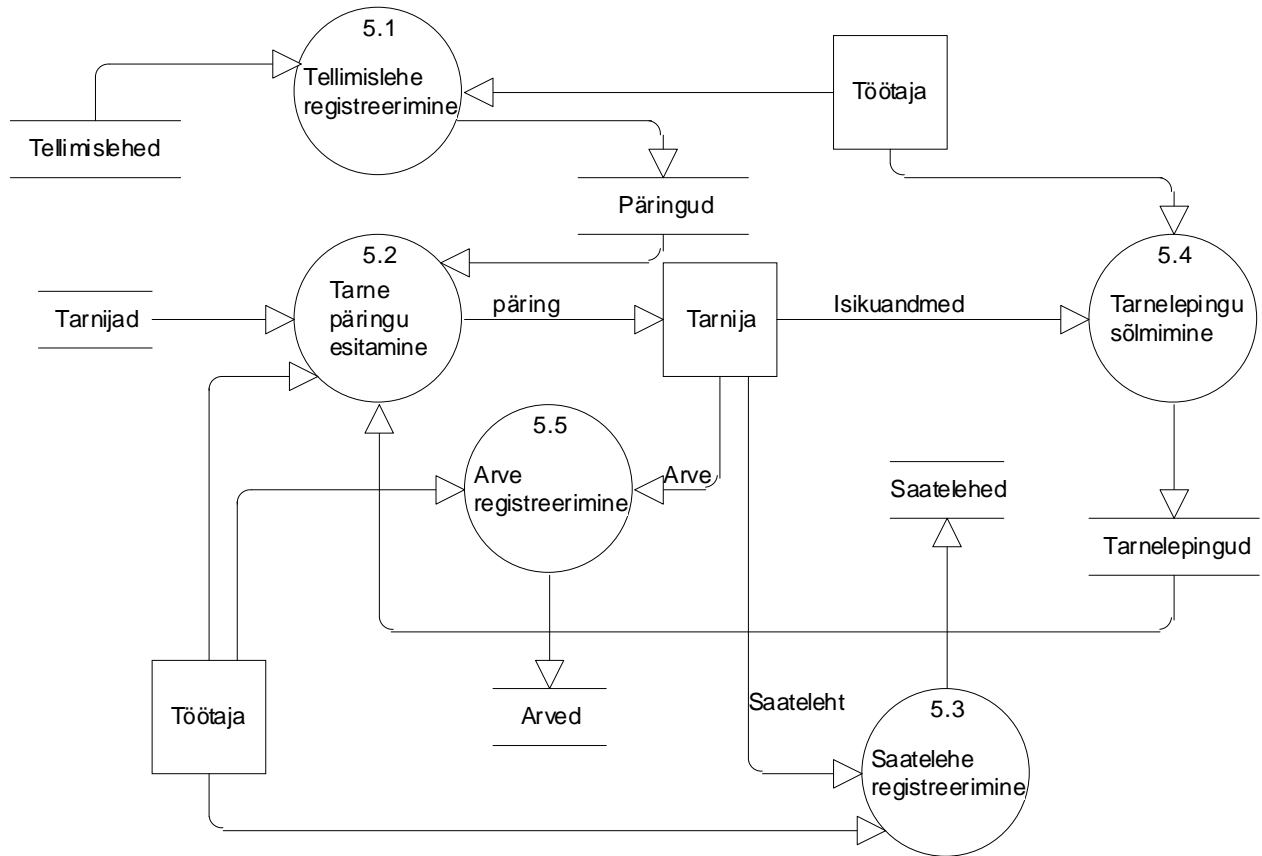 5.1
Tellimislehe
registreerimine
Töötaja
Tellimislehed
Päringud
5.2
Tarne
päringu
esitamine
5.4
Tarnelepingu
sõlmimine
Tarnijad
päring
Tarnija
Isikuandmed
5.5
Arve
registreerimine
Arve
Saatelehed
Tarnelepingud
Töötaja
Arved
Saateleht
5.3
Saatelehe
registreerimine